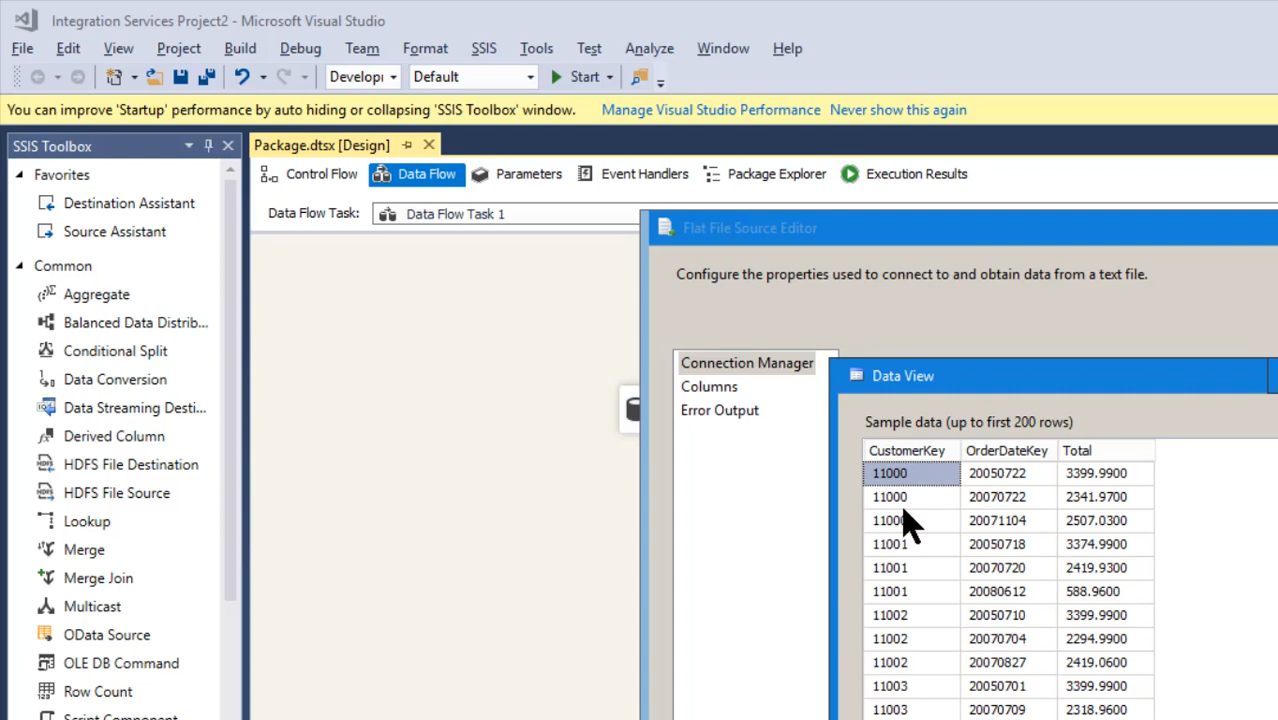 Integration Services Project2 - Microsoft Visual Studio
File Edit View Project Build Debug Team Format SSIS Tools Test Analyze Window Help
Develop Default Start
You can improve 'Startup' performance by auto hiding or collapsing 'SSIS Toolbox' window. Manage Visual Studio Performance Never show this again
SSIS Toolbox
Package.dtsx [Design]
Favorites
Control Flow Data Flow Parameters Event Handlers Package Explorer Execution Results
Destination Assistant
Data Flow Task: Data Flow Task 1
Source Assistant
Flat File Source Editor
Common
Configure the properties used to connect to and obtain data from a text file.
Aggregate
Balanced Data Distrib...
Conditional Split
Connection Manager
Data Conversion
Columns
Data View
Data Streaming Desti...
Error Output
Sample data (up to first 200 rows)
Derived Column
CustomerKey OrderDateKey Total
HDFS File Destination
11000 20050722 3399.9900
HDFS File Source
11000 20070722 2341.9700
Lookup
11000 20071104 2507.0300
Merge
11001 20050718 3374.9900
Merge Join
11001 20070720 2419.9300
11001 20080612 588.9600
Multicast
11002 20050710 3399.9900
OData Source
11002 20070704 2294.9900
OLE DB Command
11002 20070827 2419.0600
Row Count
11003 20050701 3399.9900
11003 20070709 2318.9600
Script Component